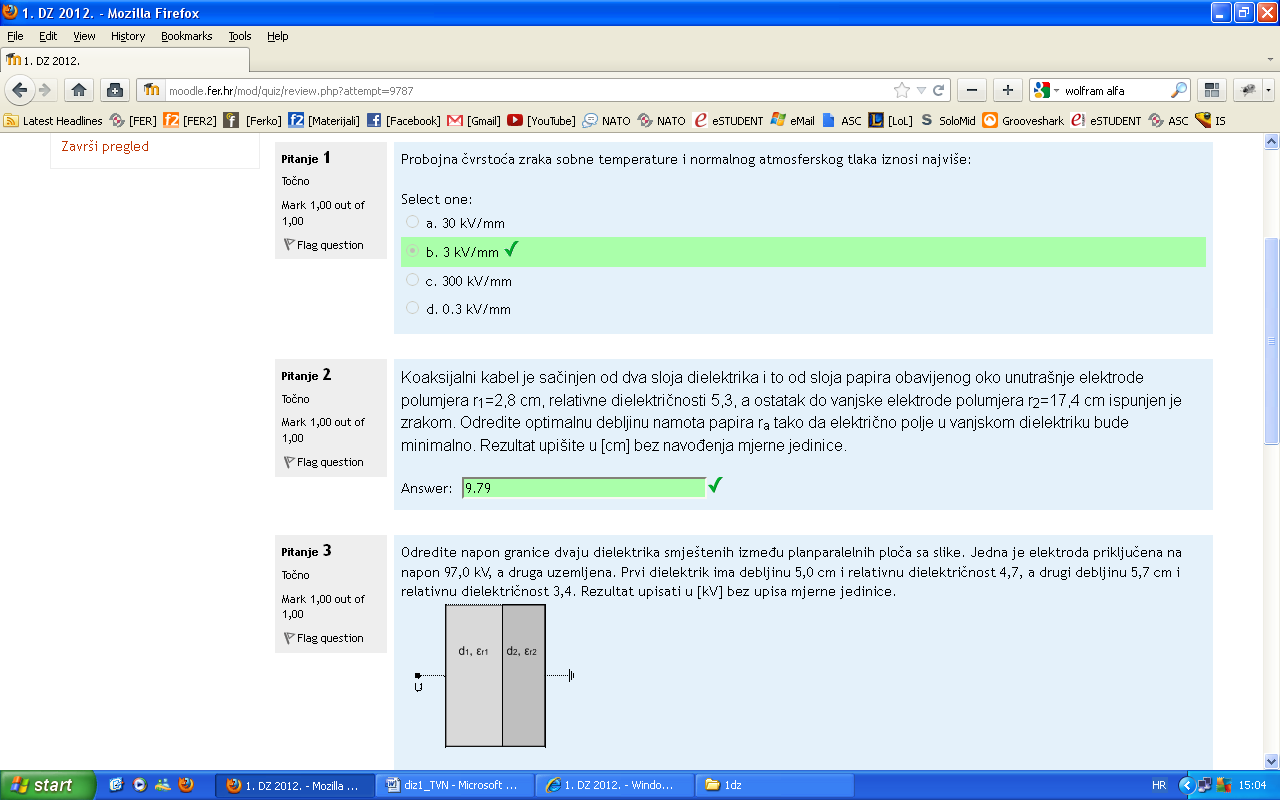 1. DZ 2012. - Mozilla Firefox
File Edit View History Bookmarks Tools Help
1. DZ 2012.
moodle.fer.hr/mod/quiz/review.php?attempt=9787
wolfram alfa
Latest Headlines [FER] [FER2] [Ferko] [Materijali] [Facebook] [Gmail] [YouTube] NATO NATO eSTUDENT eMail ASC [LoL] SoloMid Grooveshark eSTUDENT ASC IS
Završi pregled
Pitanje 1
Točno
Mark 1,00 out of
1,00
Flag question
Probojna čvrstoća zraka sobne temperature i normalnog atmosferskog tlaka iznosi najviše:
Select one:
a. 30 kV/mm
b. 3 kV/mm
c. 300 kV/mm
d. 0.3 kV/mm
Pitanje 2
Točno
Mark 1,00 out of
1,00
Flag question
Koaksijalni kabel je sačinjen od dva sloja dielektrika i to od sloja papira obavijenog oko unutrašnje elektrode
polumjera r1=2,8 cm, relativne dielektričnosti 5,3, a ostatak do vanjske elektrode polumjera r2=17,4 cm ispunjen je
zrakom. Odredite optimalnu debljinu namota papira ra tako da električno polje u vanjskom dielektriku bude
minimalno. Rezultat upišite u [cm] bez navođenja mjerne jedinice.
Answer: 9.79
Pitanje 3
Točno
Mark 1,00 out of
1,00
Flag question
Odredite napon granice dvaju dielektrika smještenih između planparalelnih ploča sa slike. Jedna je elektroda priključena na
napon 97,0 kV, a druga uzemljena. Prvi dielektrik ima debljinu 5,0 cm i relativnu dielektričnost 4,7, a drugi debljinu 5,7 cm i
relativnu dielektričnost 3,4. Rezultat upisati u [kV] bez upisa mjerne jedinice.
d1, εr1 d2, εr2
U
start 1. DZ 2012. - Mozilla ... diz1_TVN - Microsoft ... 1. DZ 2012. - Windo... 1dz HR 15:04